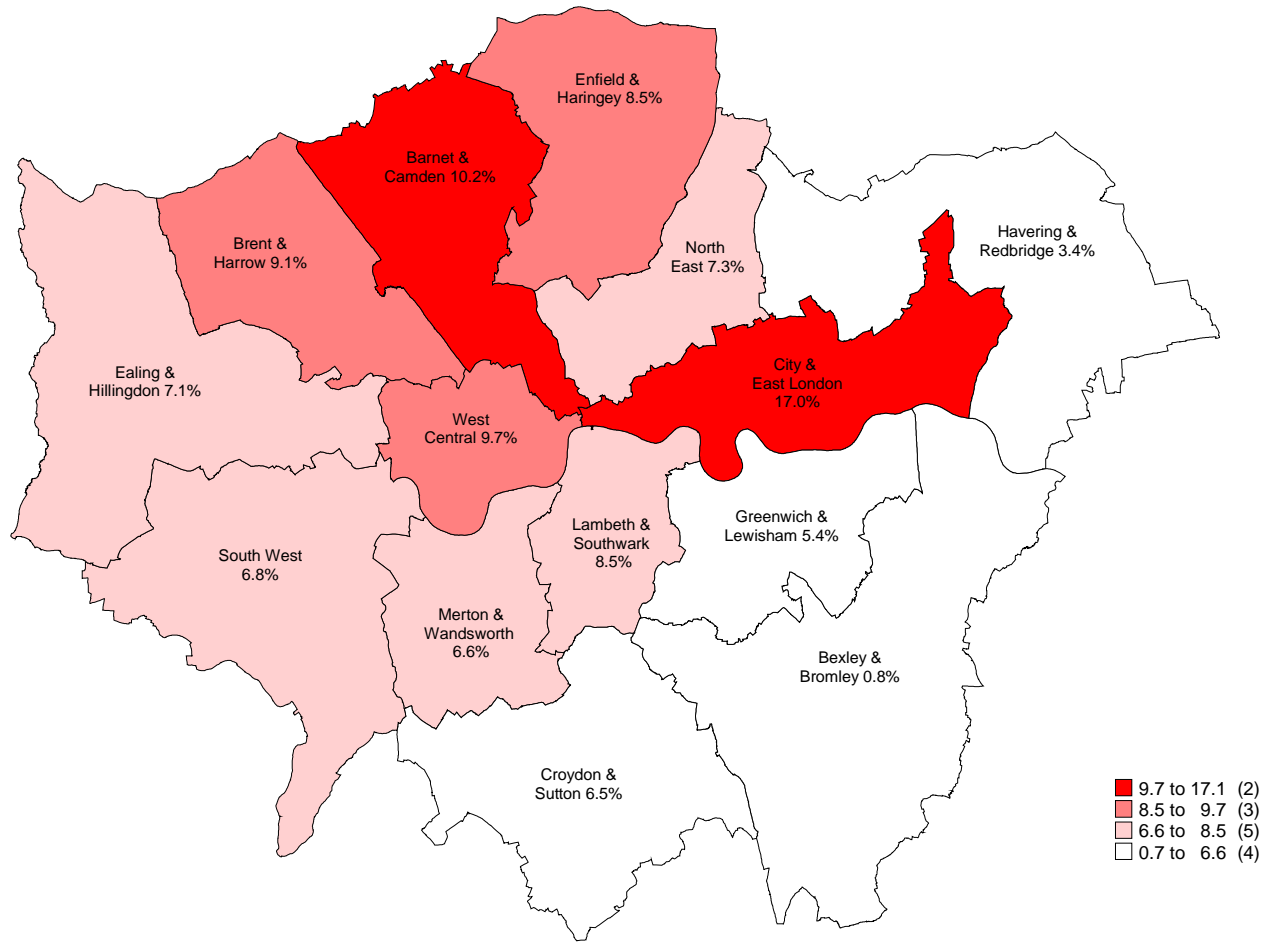 Enfield &
Haringey 8.5%
Barnet &
Camden 10.2%
Brent &
Harrow 9.1%
North
East 7.3%
Havering &
Redbridge 3.4%
Ealing &
Hillingdon 7.1%
City &
East London
17.0%
West
Central 9.7%
Lambeth &
Southwark
8.5%
Greenwich &
Lewisham 5.4%
South West
6.8%
Merton &
Wandsworth
6.6%
Bexley &
Bromley 0.8%
Croydon &
Sutton 6.5%
9.7 to 17.1 (2)
8.5 to 9.7 (3)
6.6 to 8.5 (5)
0.7 to 6.6 (4)